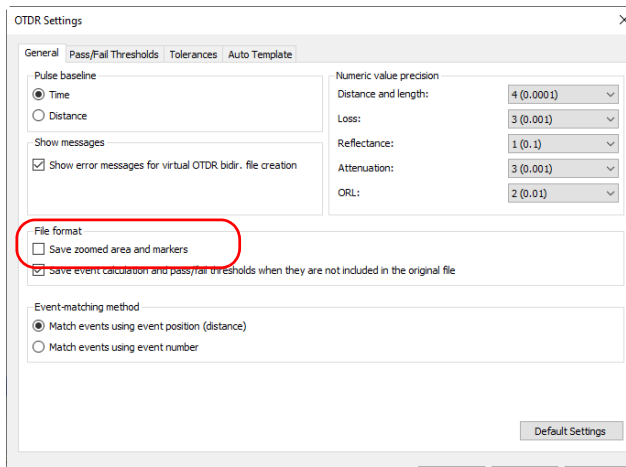 OTDR Settings
General Pass/Fail Thresholds Tolerances Auto Template
Pulse baseline
Time
Distance
Show messages
Show error messages for virtual OTDR bidir. file creation
Numeric value precision
Distance and length: 4 (0.0001)
Loss: 3 (0.001)
Reflectance: 1 (0.1)
Attenuation: 3 (0.001)
ORL: 2 (0.01)
File format
Save zoomed area and markers
Save event calculation and pass/fail thresholds when they are not included in the original file
Event-matching method
Match events using event position (distance)
Match events using event number
Default Settings